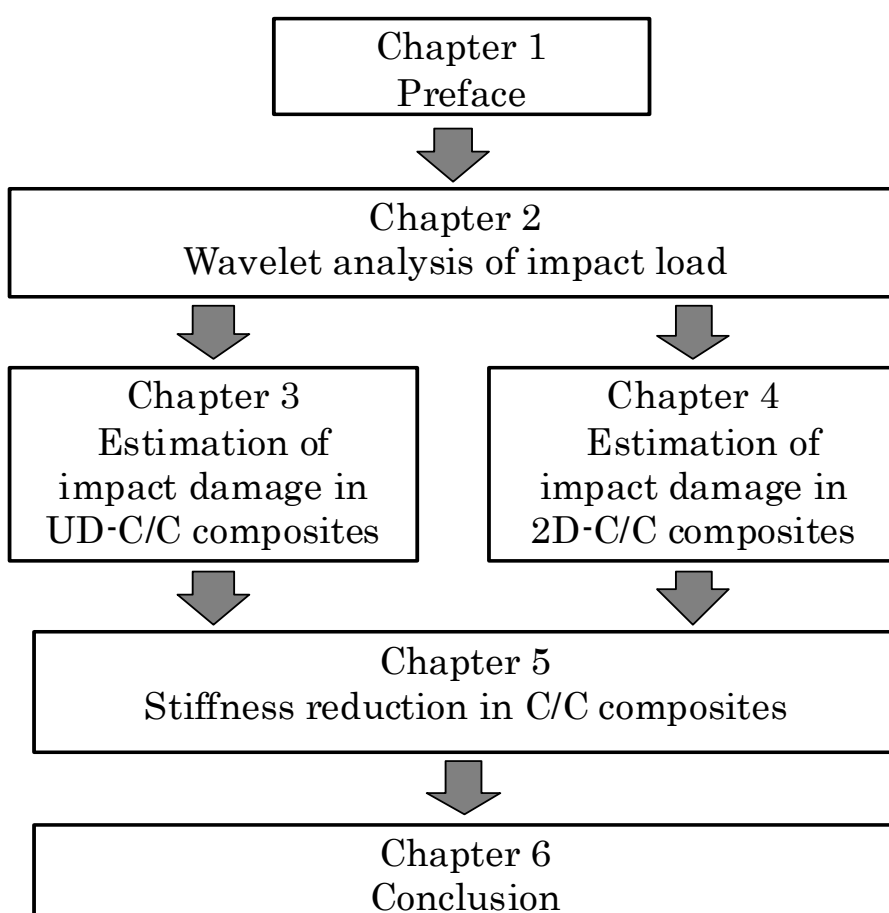 Chapter 1
Preface
Chapter 2
Wavelet analysis of impact load
Chapter 3
Estimation of
impact damage in
UD-C/C composites
Chapter 4
Estimation of
impact damage in
2D-C/C composites
Chapter 5
Stiffness reduction in C/C composites
Chapter 6
Conclusion